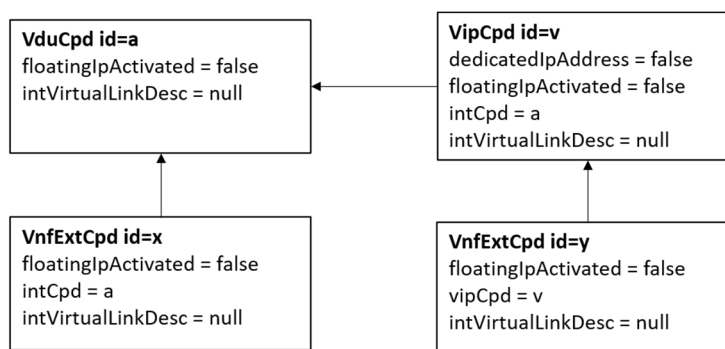 VduCpd id=a
floatingIpActivated = false
intVirtualLinkDesc = null
VipCpd id=v
dedicatedIpAddress = false
floatingIpActivated = false
intCpd = a
intVirtualLinkDesc = null
VnfExtCpd id=x
floatingIpActivated = false
intCpd = a
intVirtualLinkDesc = null
VnfExtCpd id=y
floatingIpActivated = false
vipCpd = v
intVirtualLinkDesc = null